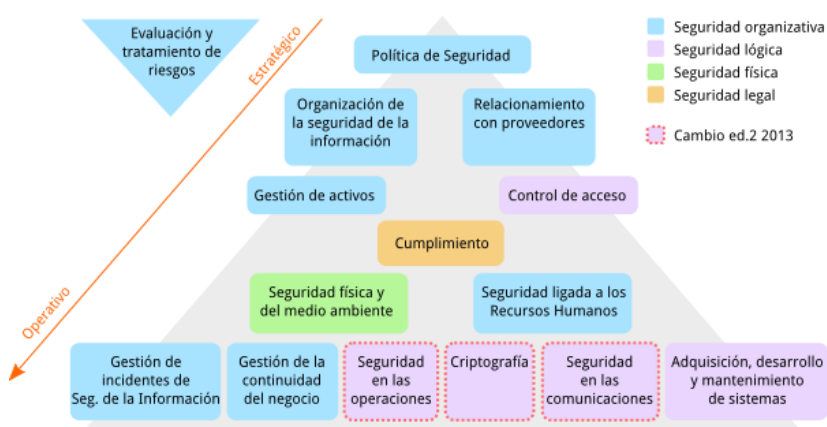 Evaluación y
tratamiento de
riesgos
Estratégico
Operativo
Política de Seguridad
Organización de
la seguridad de la
información
Relacionamiento
con proveedores
Gestión de activos
Control de acceso
Cumplimiento
Seguridad física y
del medio ambiente
Seguridad ligada a los
Recursos Humanos
Gestión de
incidentes de
Seg. de la Información
Gestión de la
continuidad
del negocio
Seguridad
en las
operaciones
Criptografía
Seguridad
en las
comunicaciones
Adquisición, desarrollo
y mantenimiento
de sistemas
Seguridad organizativa
Seguridad lógica
Seguridad física
Seguridad legal
Cambio ed.2 2013